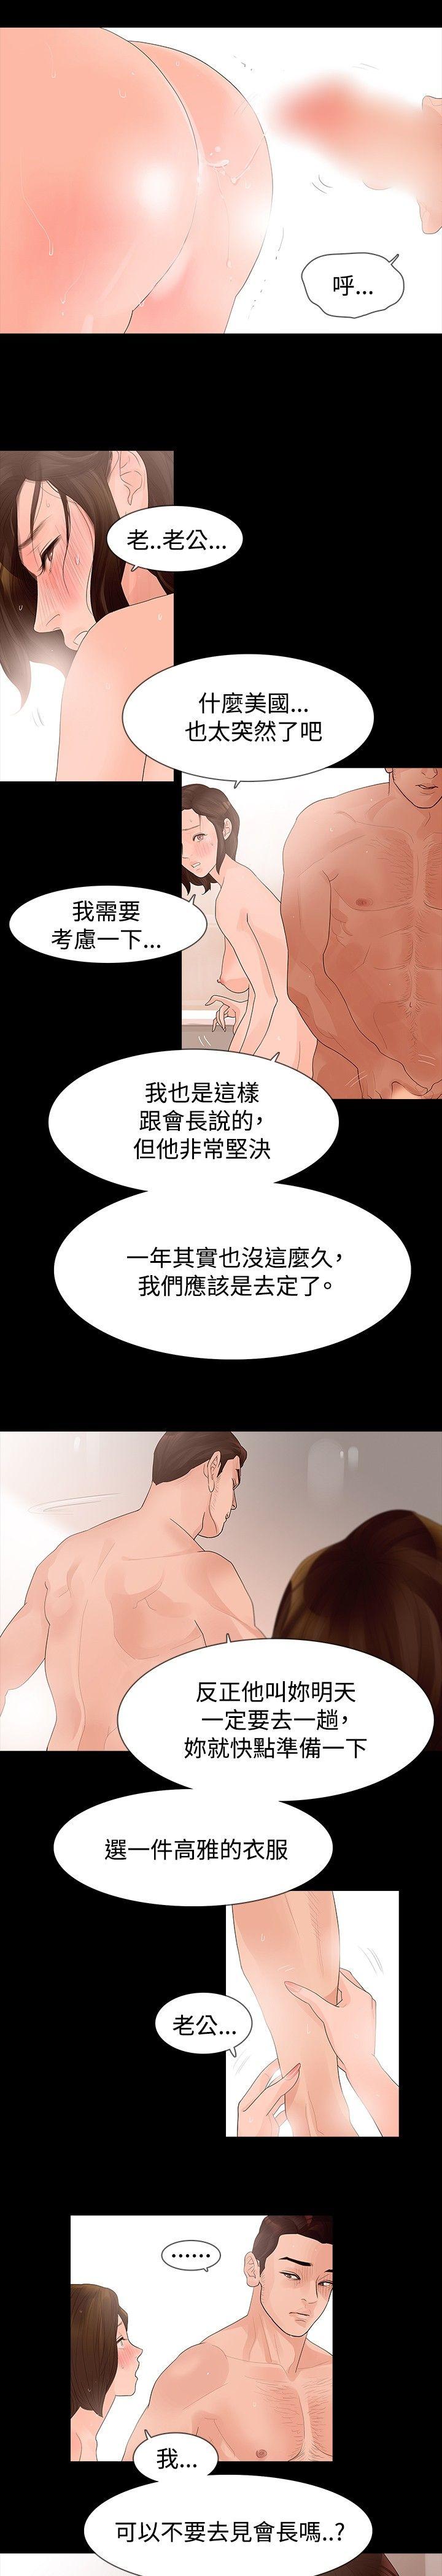 呼...
老..老公...
什麼美國...
也太突然了吧
我需要
考慮一下...
我也是這樣
跟會長說的，
但他非常堅決
一年其實也沒這麼久，
我們應該是去定了。
反正他叫妳明天
一定要去一趟，
妳就快點準備一下
選一件高雅的衣服
老公...
......
我...
可以不要去見會長嗎..?